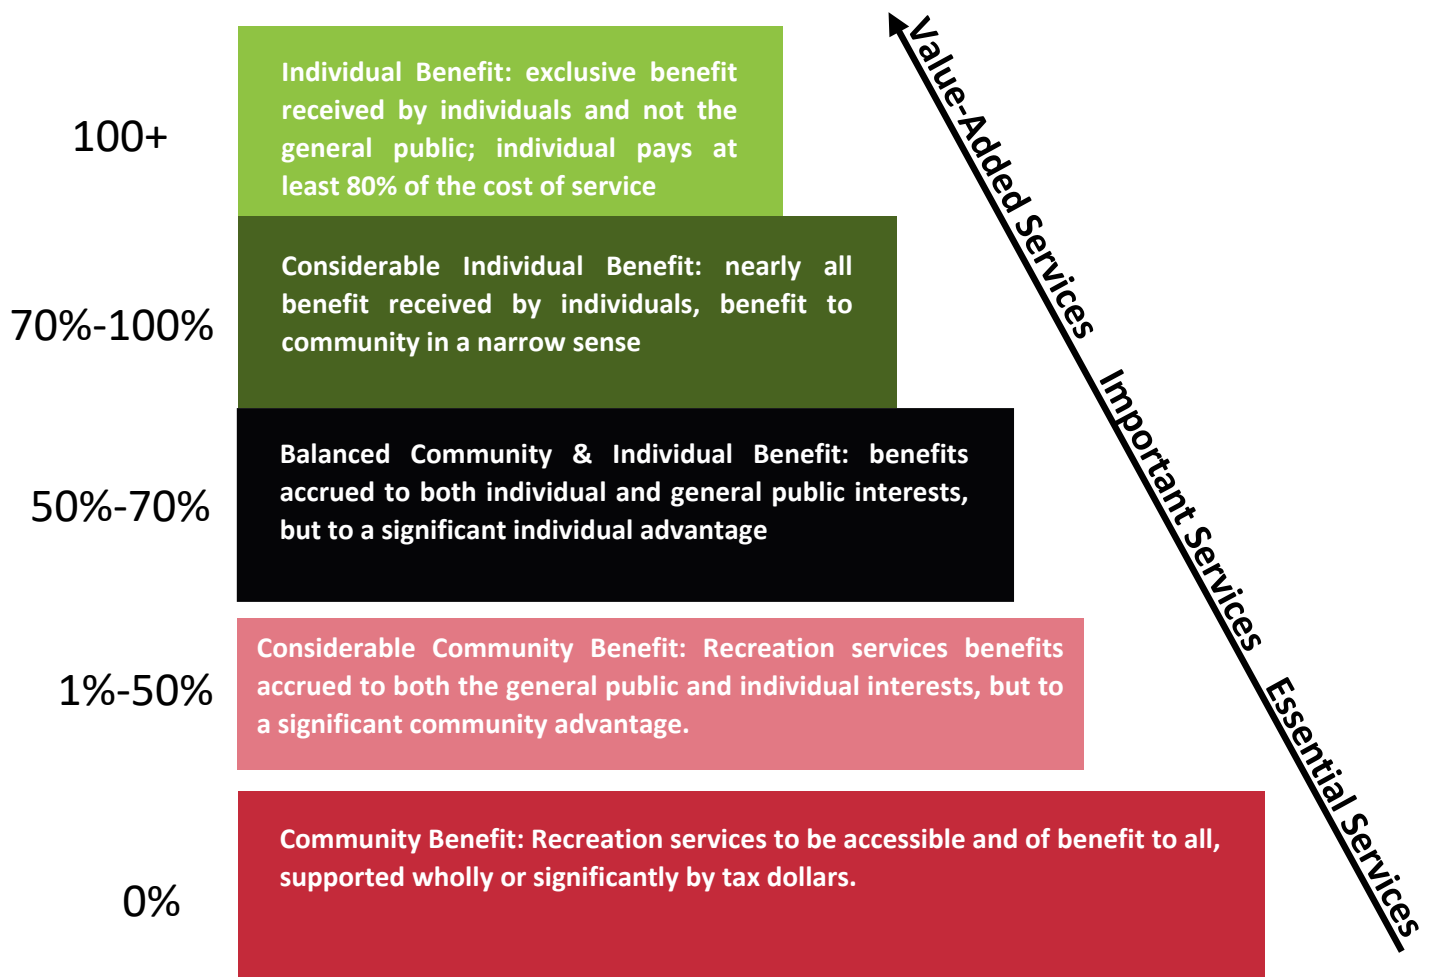 100+
Individual Benefit: exclusive benefit
received by individuals and not the
general public; individual pays at
least 80% of the cost of service
70%-100%
Considerable Individual Benefit: nearly all
benefit received by individuals, benefit to
community in a narrow sense
50%-70%
Balanced Community & Individual Benefit: benefits
accrued to both individual and general public interests,
but to a significant individual advantage
1%-50%
Considerable Community Benefit: Recreation services benefits
accrued to both the general public and individual interests, but to
a significant community advantage.
0%
Community Benefit: Recreation services to be accessible and of benefit to all,
supported wholly or significantly by tax dollars.
Value-Added Services
Important Services
Essential Services